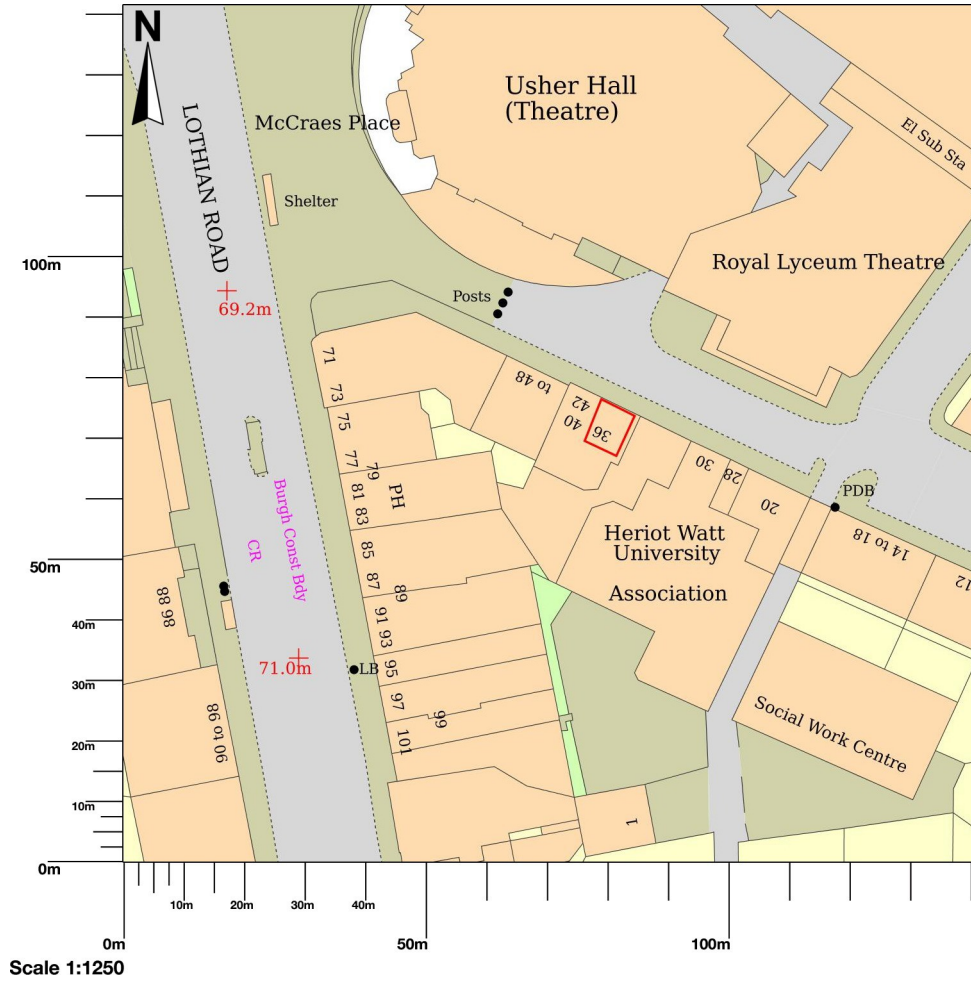 N
LOTHIAN ROAD
McCraes Place
Usher Hall
(Theatre)
El Sub Sta
Shelter
Royal Lyceum Theatre
69.2m
Posts
71
73
75
77
79
81
83
PH
85
87
89
91 93
95
97
99
101
42 to 48
40
36
30
28
20
PDB
14 to 18
12
Heriot Watt
University
Association
Burgh Const Bdy
CR
88 98
71.0m
LB
90 to 98
Social Work Centre
1
100m
50m
40m
30m
20m
10m
0m
10m
20m
30m
40m
0m
50m
100m
Scale 1:1250